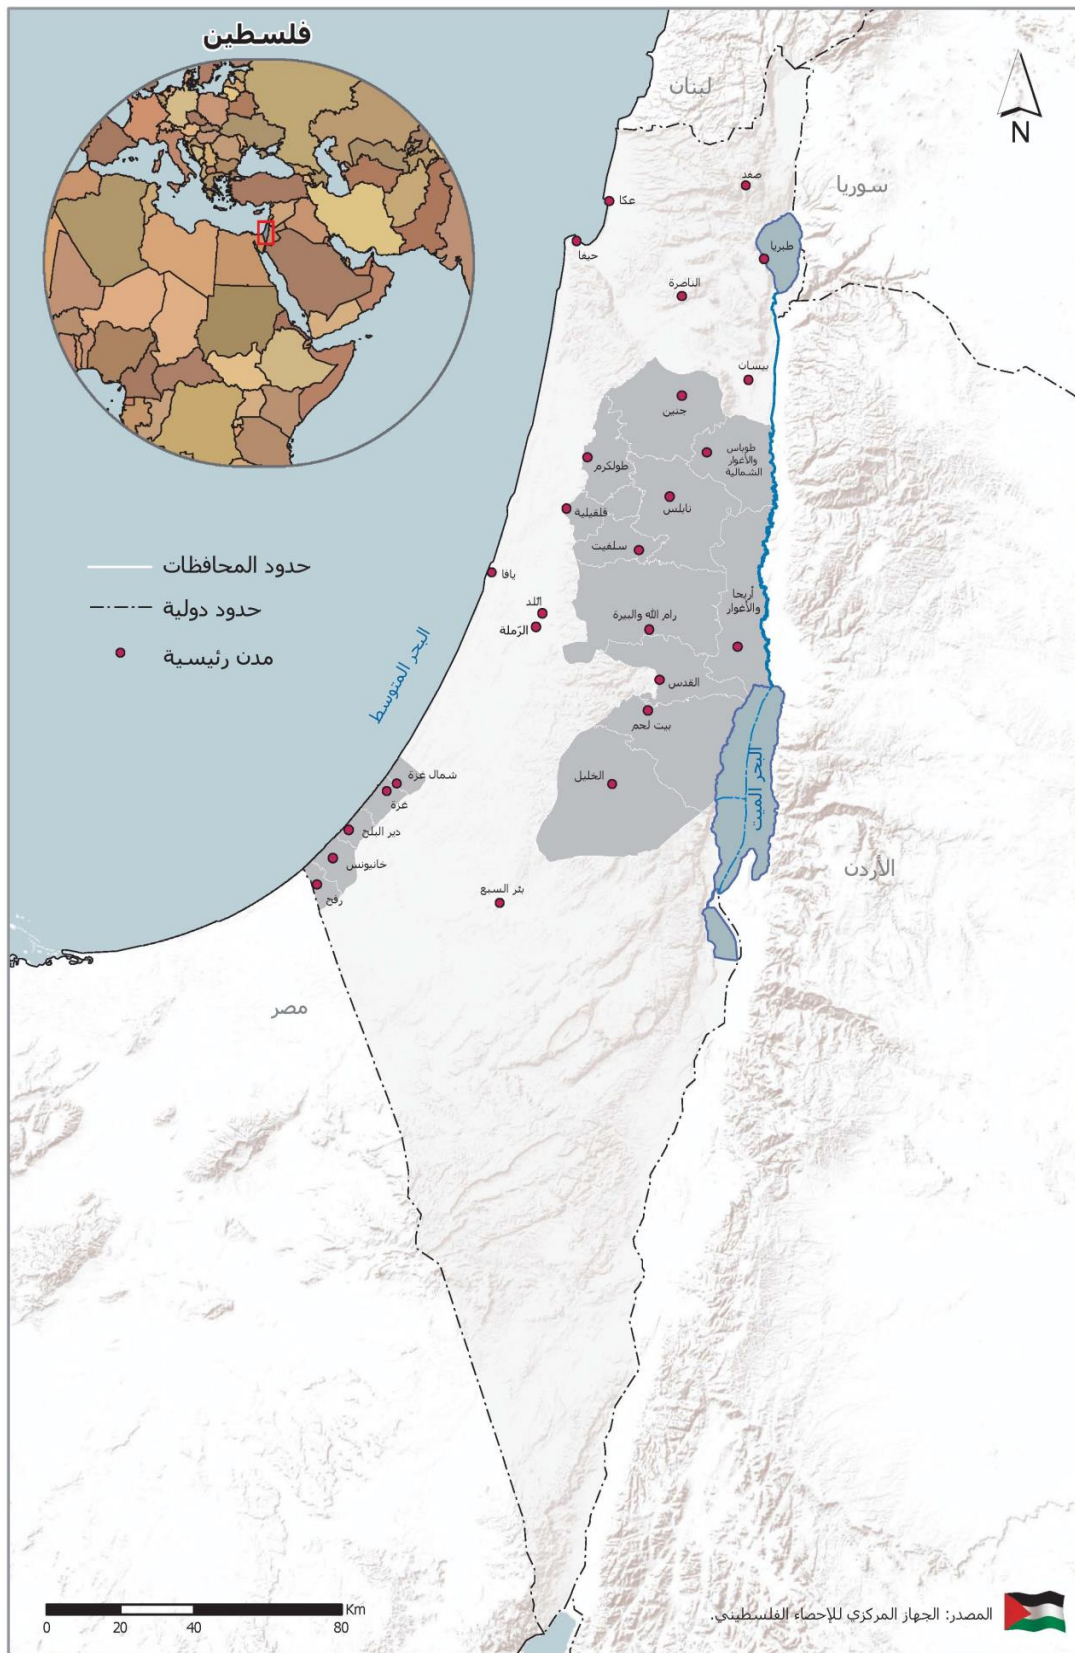 فلسطين
لبنان
N
سوريا
صفد
عكا
طبريا
حيفا
الناصرة
بيسان
جنين
طوباس
والأغوار
الشمالية
طولكرم
نابلس
قلقيلية
سلفيت
حدود المحافظات
حدود دولية
مدن رئيسية
يافا
اللد
الرّملة
أريحا
والأغوار
رام الله والبيرة
القدس
بيت لحم
البحر المتوسط
البحر الميت
الخليل
شمال غزة
غزة
دير البلح
خانيونس
رفح
بئر السبع
الأردن
مصر
Km
0 20 40 80
المصدر: الجهاز المركزي للإحصاء الفلسطيني.